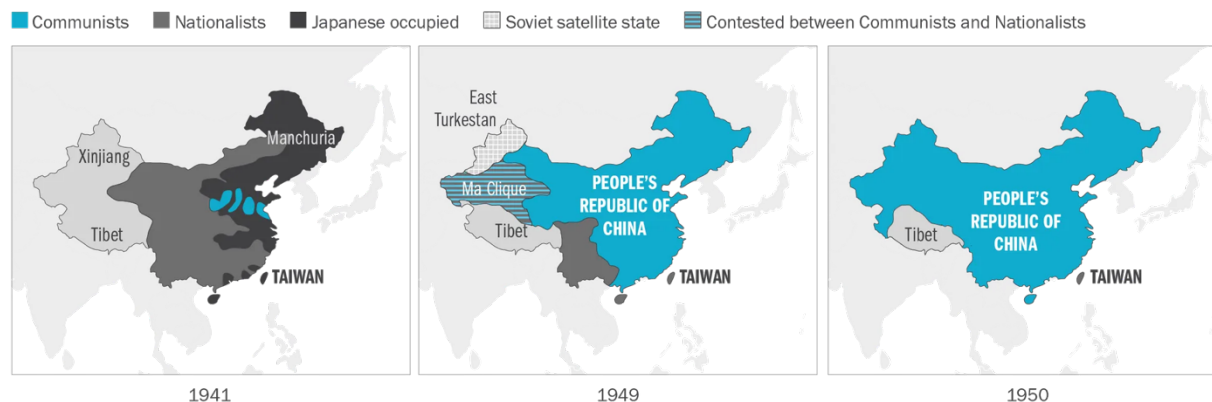 Communists
Nationalists
Japanese occupied
Soviet satellite state
Contested between Communists and Nationalists
Manchuria
Xinjiang
Tibet
TAIWAN
1941
East
Turkestan
Ma Clique
PEOPLE'S
REPUBLIC OF
CHINA
Tibet
TAIWAN
1949
PEOPLE'S
REPUBLIC OF
CHINA
Tibet
TAIWAN
1950